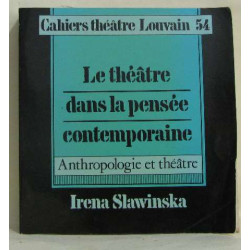 Cahiers théâtre Louvain 54
Le théâtre
dans la pensée
contemporaine
Anthropologie et théâtre
Irena Slawinska